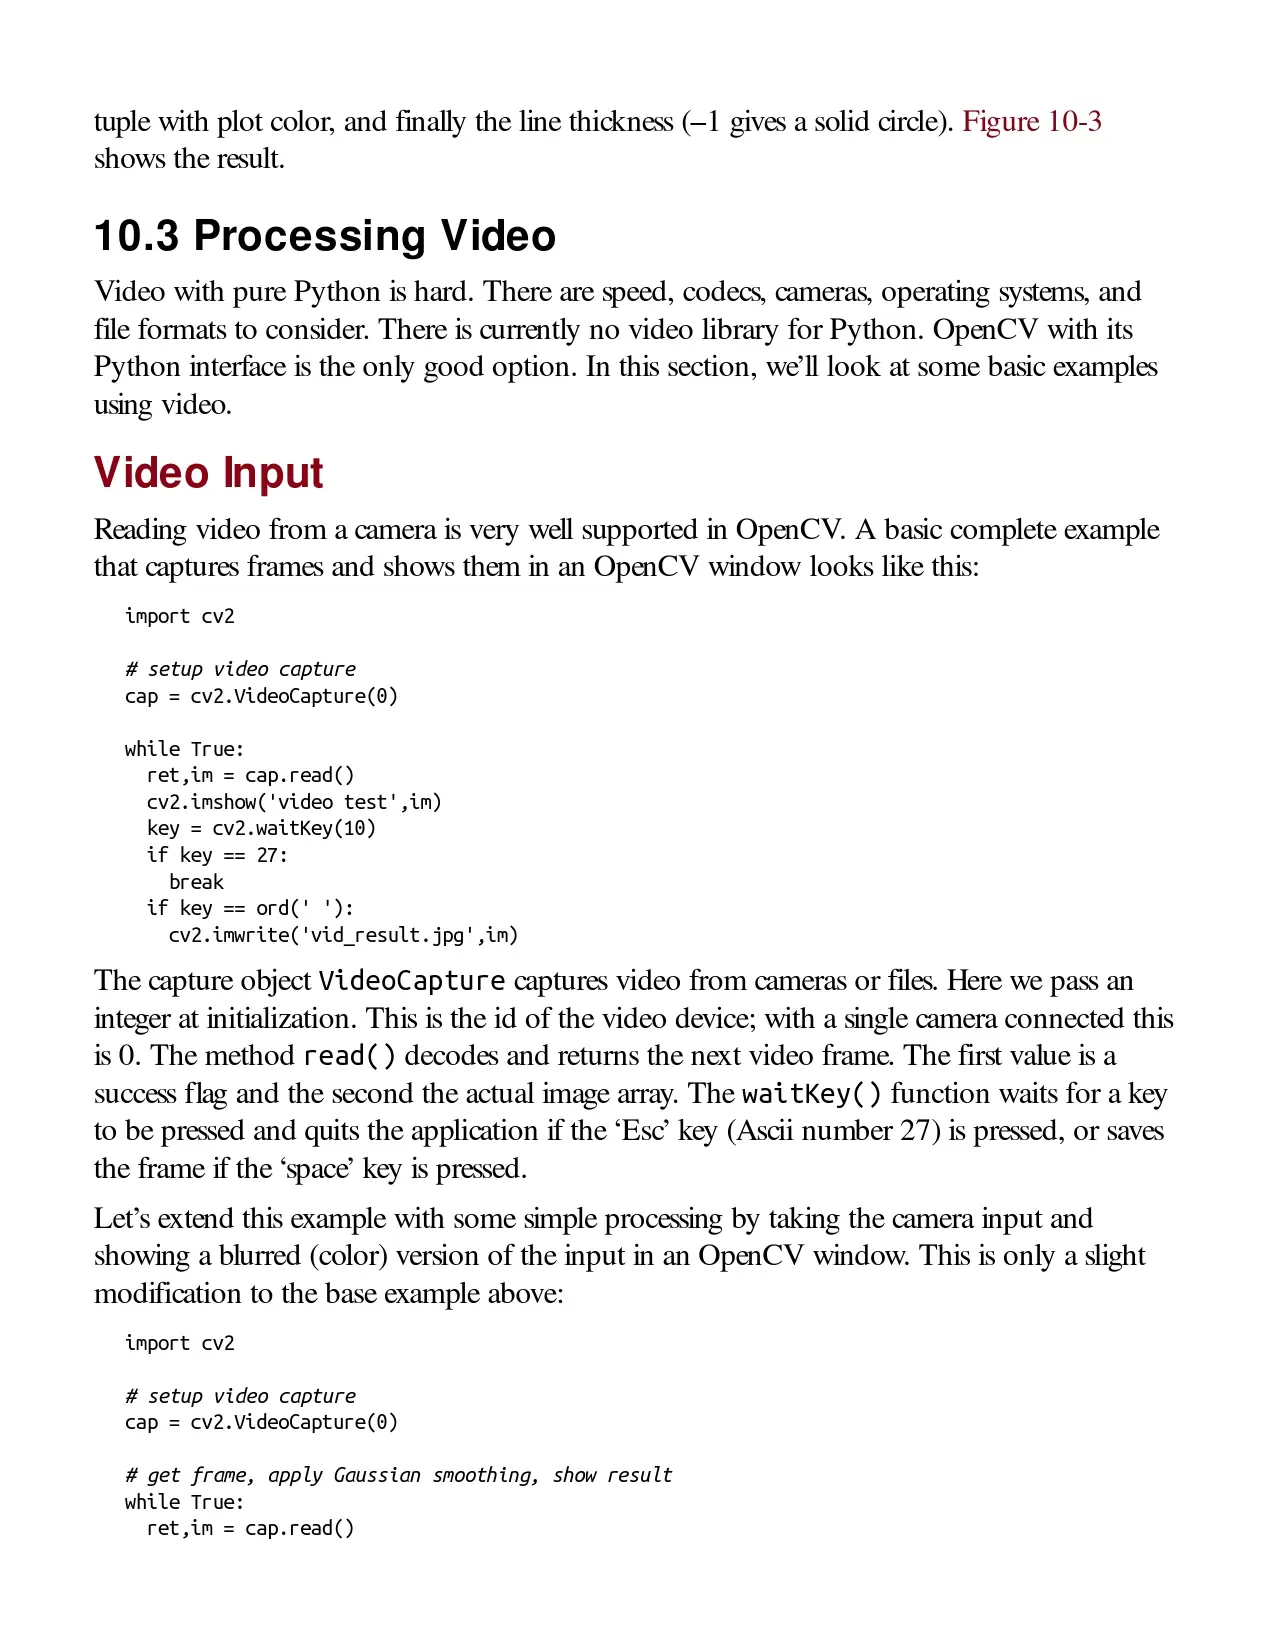 tuple with plot color, and finally the line thickness (–1 gives a solid circle). Figure 10-3
shows the result.
10.3 Processing Video
Video with pure Python is hard. There are speed, codecs, cameras, operating systems, and
file formats to consider. There is currently no video library for Python. OpenCV with its
Python interface is the only good option. In this section, we’ll look at some basic examples
using video.
Video Input
Reading video from a camera is very well supported in OpenCV. A basic complete example
that captures frames and shows them in an OpenCV window looks like this:
import cv2
# setup video capture
cap = cv2.VideoCapture(0)
while True:
  ret,im = cap.read()
  cv2.imshow('video test',im)
  key = cv2.waitKey(10)
  if key == 27:
    break
  if key == ord(' '):
    cv2.imwrite('vid_result.jpg',im)
The capture object VideoCapture captures video from cameras or files. Here we pass an
integer at initialization. This is the id of the video device; with a single camera connected this
is 0. The method read() decodes and returns the next video frame. The first value is a
success flag and the second the actual image array. The waitKey() function waits for a key
to be pressed and quits the application if the ‘Esc’ key (Ascii number 27) is pressed, or saves
the frame if the ‘space’ key is pressed.
Let’s extend this example with some simple processing by taking the camera input and
showing a blurred (color) version of the input in an OpenCV window. This is only a slight
modification to the base example above:
import cv2
# setup video capture
cap = cv2.VideoCapture(0)
# get frame, apply Gaussian smoothing, show result
while True:
  ret,im = cap.read()